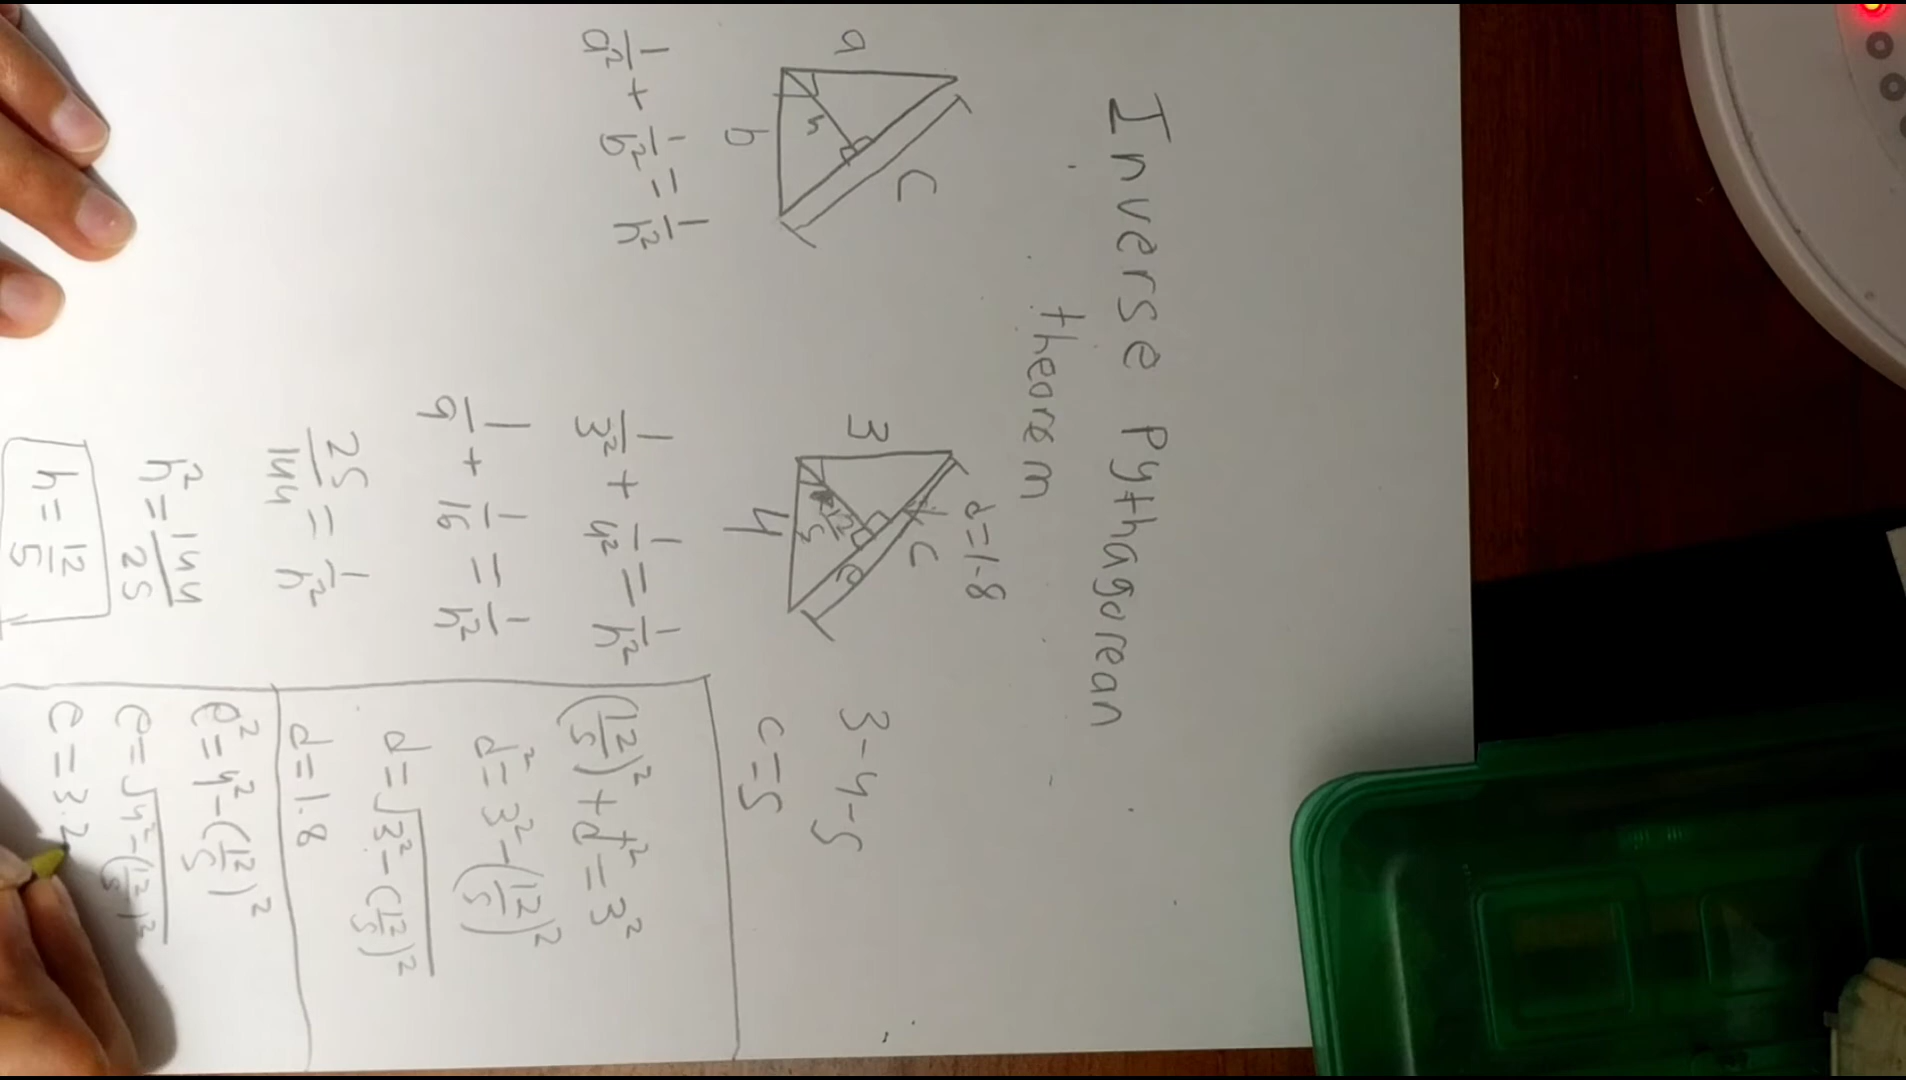 Inverse Pythagorean
theorem
a
h
b
C
1/a² + 1/b² = 1/h²
d=1.8
3
d
C
12/5
e
4
1/3² + 1/4² = 1/h²
1/9 + 1/16 = 1/h²
25/144 = 1/h²
h² = 144/25
h = 12/5
3-4-5
c=5
(12/5)² + d² = 3²
d² = 3² - (12/5)²
d = √3² - (12/5)²
d = 1.8
e² = 4² - (12/5)²
e = √4² - (12/5)²
e = 3.2